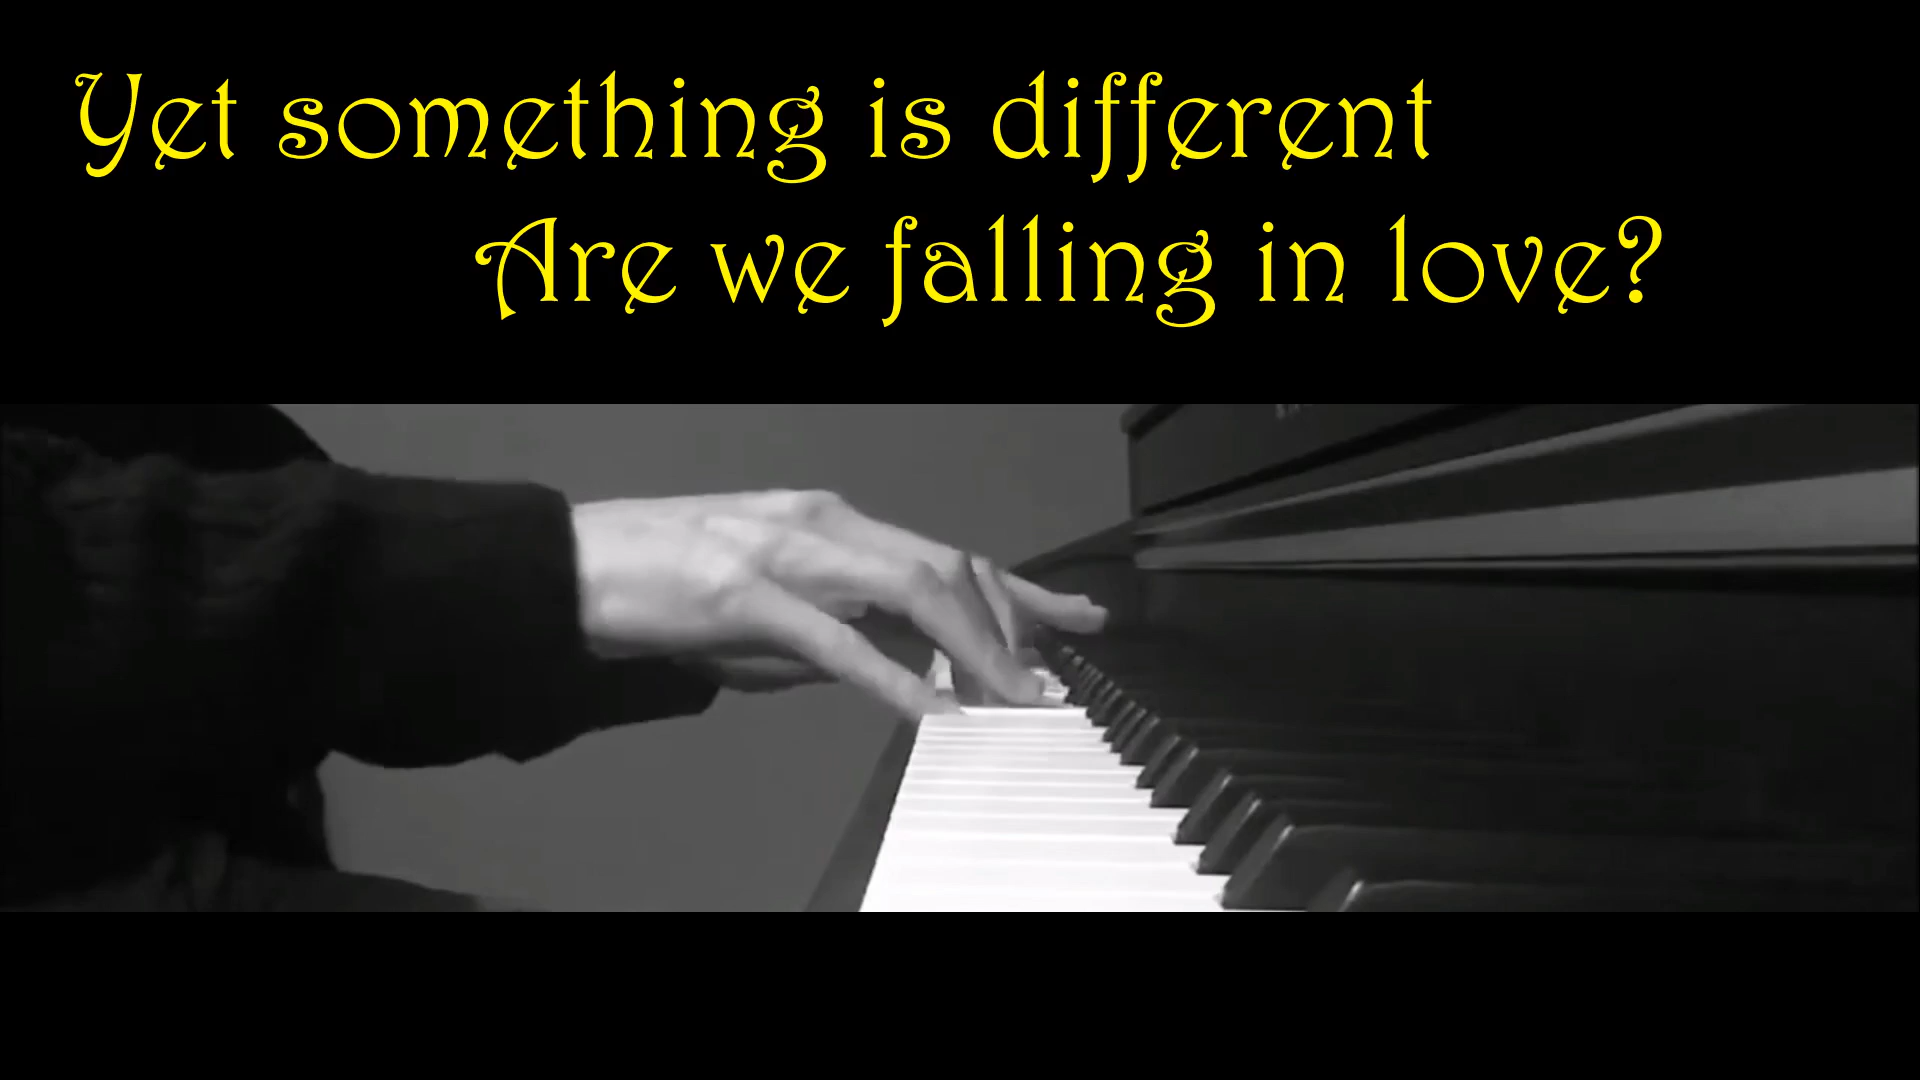 Yet something is different
Are we falling in love?